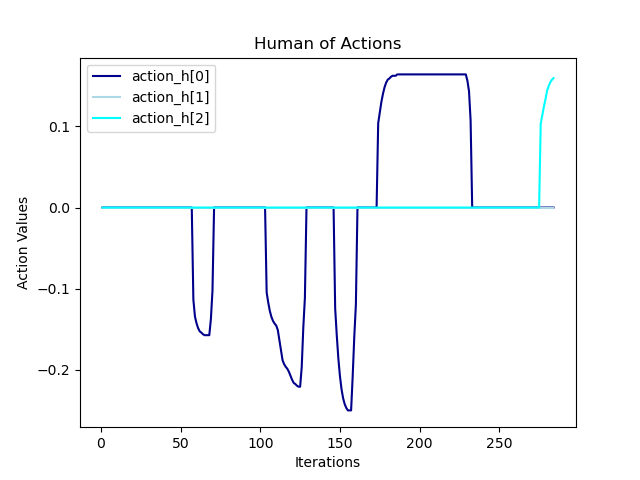 Human of Actions
action_h[0]
action_h[1]
action_h[2]
Action Values
0.1
0.0
−0.1
−0.2
0
50
100
150
200
250
Iterations